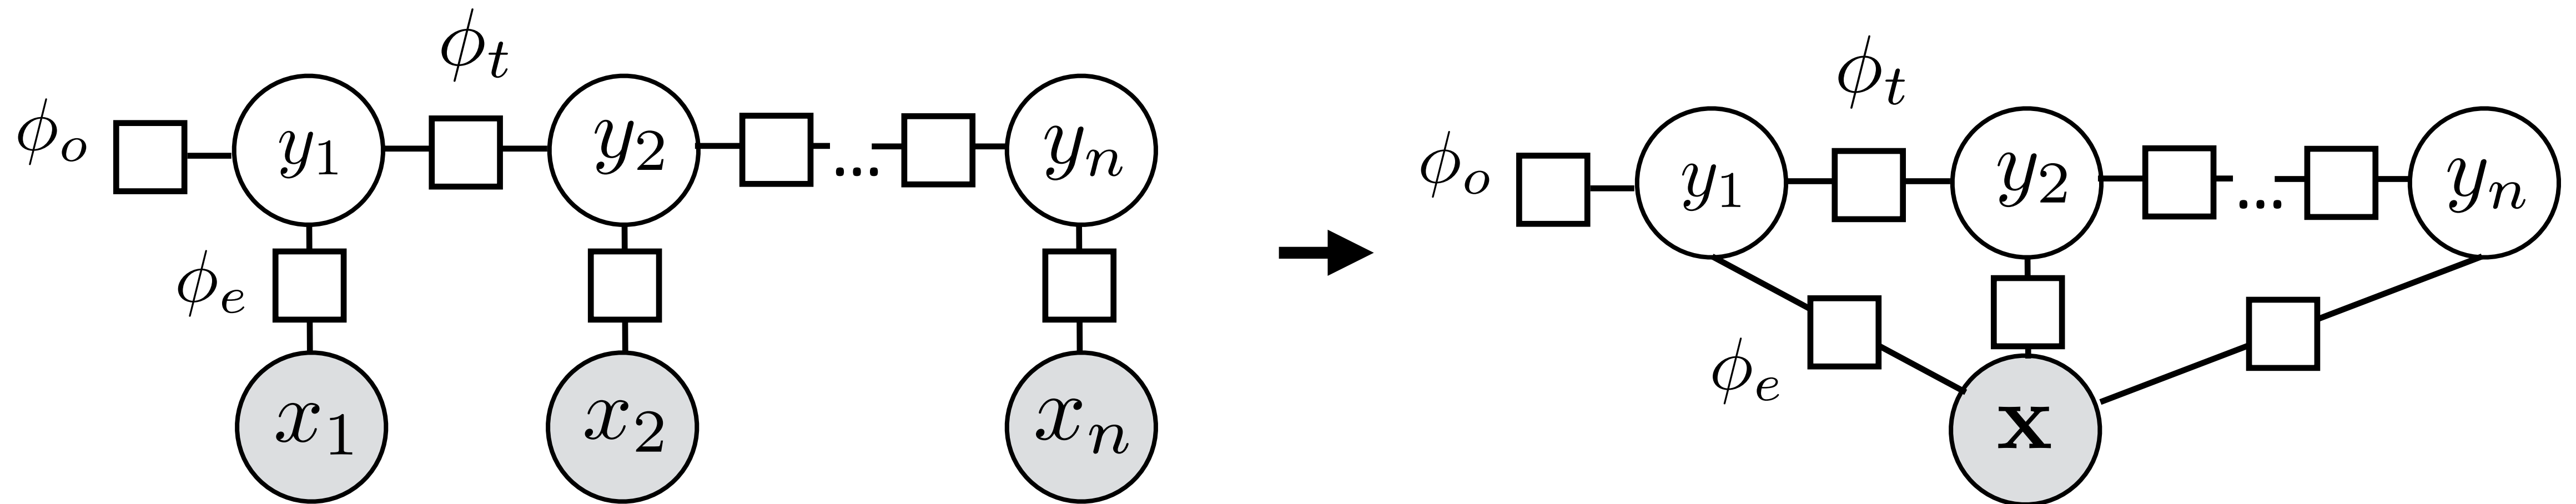 ϕₜ ϕₜ
ϕₒ y₁ y₂ ... yₙ ϕₒ y₁ y₂ ... yₙ
ϕₑ ϕₑ
x₁ x₂ xₙ 𝐱